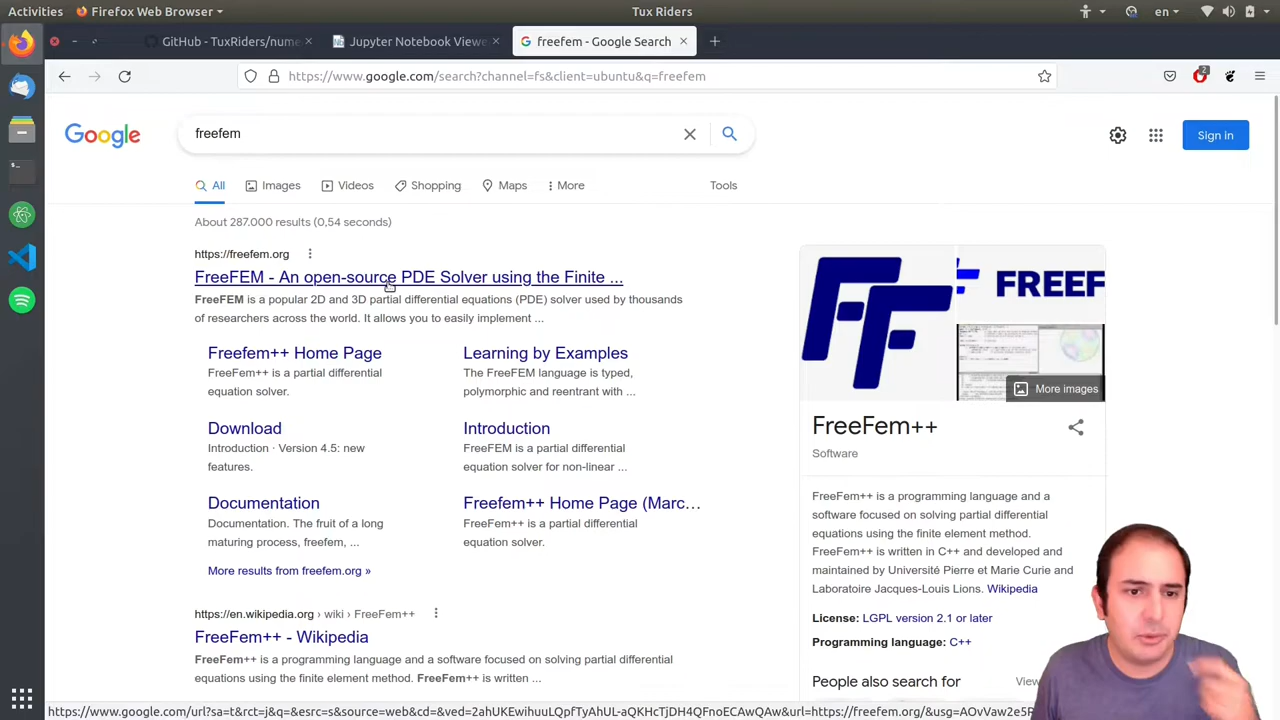 Activities
Firefox Web Browser
Tux Riders
en
GitHub - TuxRiders/nume
Jupyter Notebook Viewe
freefem - Google Search
https://www.google.com/search?channel=fs&client=ubuntu&q=freefem
2
Google
freefem
Sign in
All
Images
Videos
Shopping
Maps
More
Tools
About 287.000 results (0,54 seconds)
https://freefem.org
FreeFEM - An open-source PDE Solver using the Finite ...
FreeFEM is a popular 2D and 3D partial differential equations (PDE) solver used by thousands
of researchers across the world. It allows you to easily implement ...
Freefem++ Home Page
FreeFem++ is a partial differential
equation solver.
Learning by Examples
The FreeFEM language is typed,
polymorphic and reentrant with ...
Download
Introduction · Version 4.5: new
features.
Introduction
FreeFEM is a partial differential
equation solver for non-linear ...
Documentation
Documentation. The fruit of a long
maturing process, freefem, ...
Freefem++ Home Page (Marc...
FreeFem++ is a partial differential
equation solver.
More results from freefem.org »
https://en.wikipedia.org › wiki › FreeFem++
FreeFem++ - Wikipedia
FreeFem++ is a programming language and a software focused on solving partial differential
equations using the finite element method. FreeFem++ is written ...
FF
FREEF
More images
FreeFem++
Software
FreeFem++ is a programming language and a
software focused on solving partial differential
equations using the finite element method.
FreeFem++ is written in C++ and developed and
maintained by Université Pierre et Marie Curie and
Laboratoire Jacques-Louis Lions. Wikipedia
License: LGPL version 2.1 or later
Programming language: C++
People also search for
View
https://www.google.com/url?sa=t&rct=j&q=&esrc=s&source=web&cd=&ved=2ahUKEwihuuLQpfTyAhUL-aQKHcTjDH0ECAwQAw&url=https://freefem.org/&usg=AOvVaw2e5R